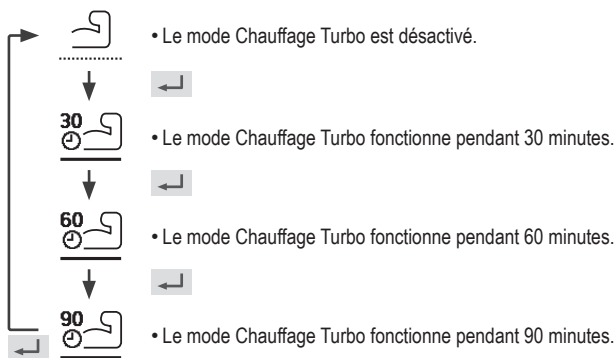 • Le mode Chauffage Turbo est désactivé.
30
• Le mode Chauffage Turbo fonctionne pendant 30 minutes.
60
• Le mode Chauffage Turbo fonctionne pendant 60 minutes.
90
• Le mode Chauffage Turbo fonctionne pendant 90 minutes.